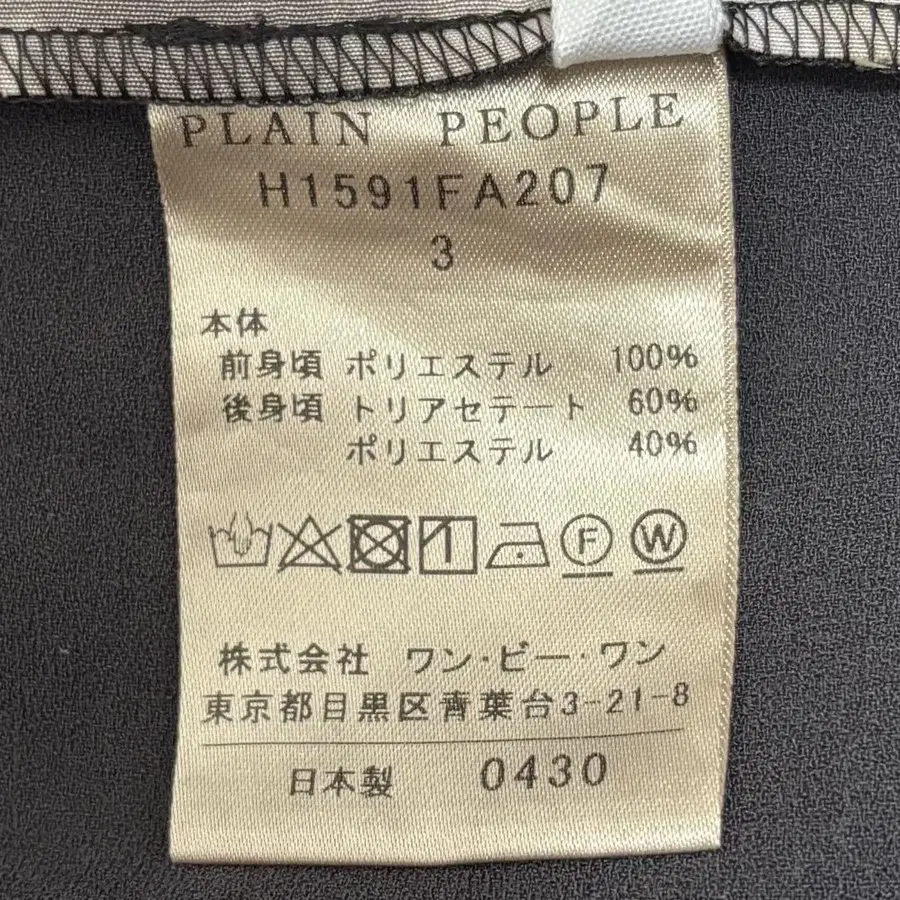 PLAIN PEOPLE
H1591FA207
3
本体
前身頃 ポリエステル 100%
後身頃 トリアセテート 60%
ポリエステル 40%
F W
株式会社 ワン・ビー・ワン
東京都目黒区青葉台3-21-8
日本製 0430